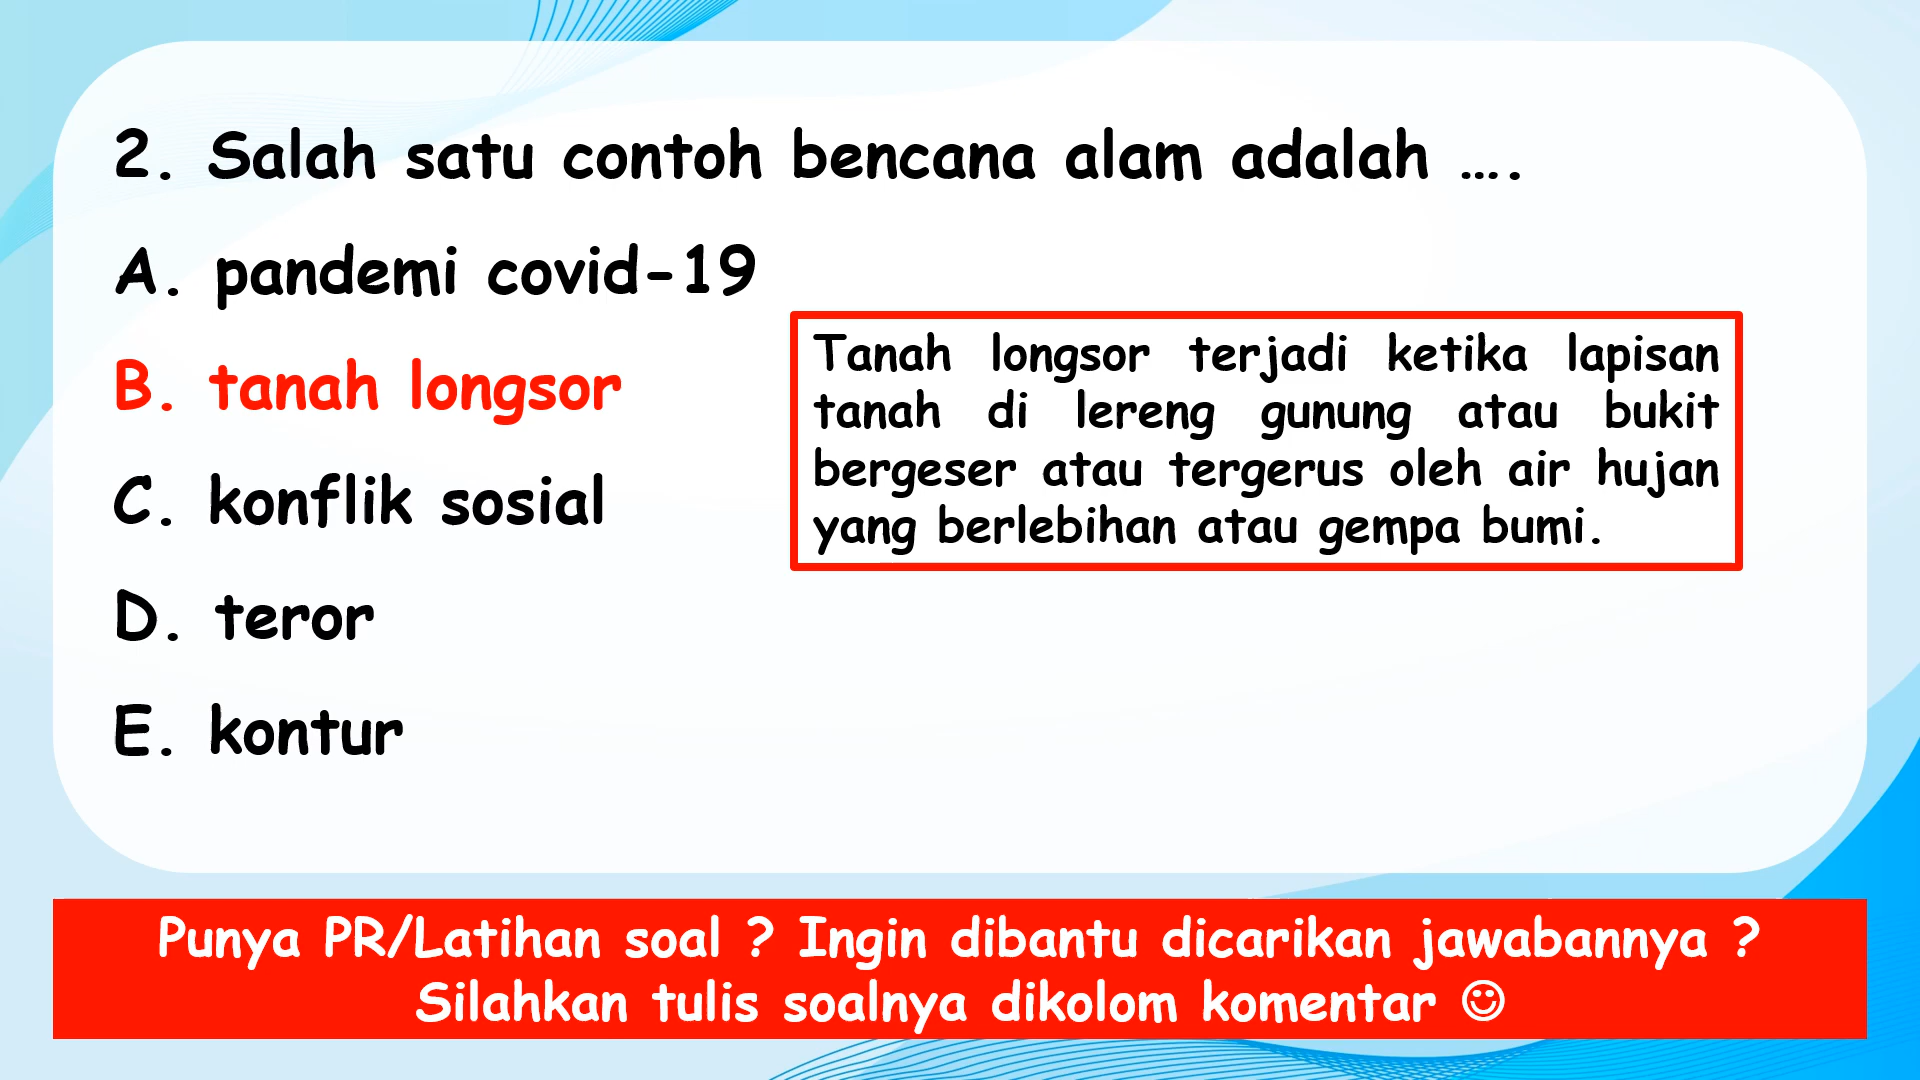 2. Salah satu contoh bencana alam adalah ....
A. pandemi covid-19
B. tanah longsor
Tanah longsor terjadi ketika lapisan
tanah di lereng gunung atau bukit
bergeser atau tergerus oleh air hujan
yang berlebihan atau gempa bumi.
C. konflik sosial
D. teror
E. kontur
Punya PR/Latihan soal ? Ingin dibantu dicarikan jawabannya ?
Silahkan tulis soalnya dikolom komentar ☺